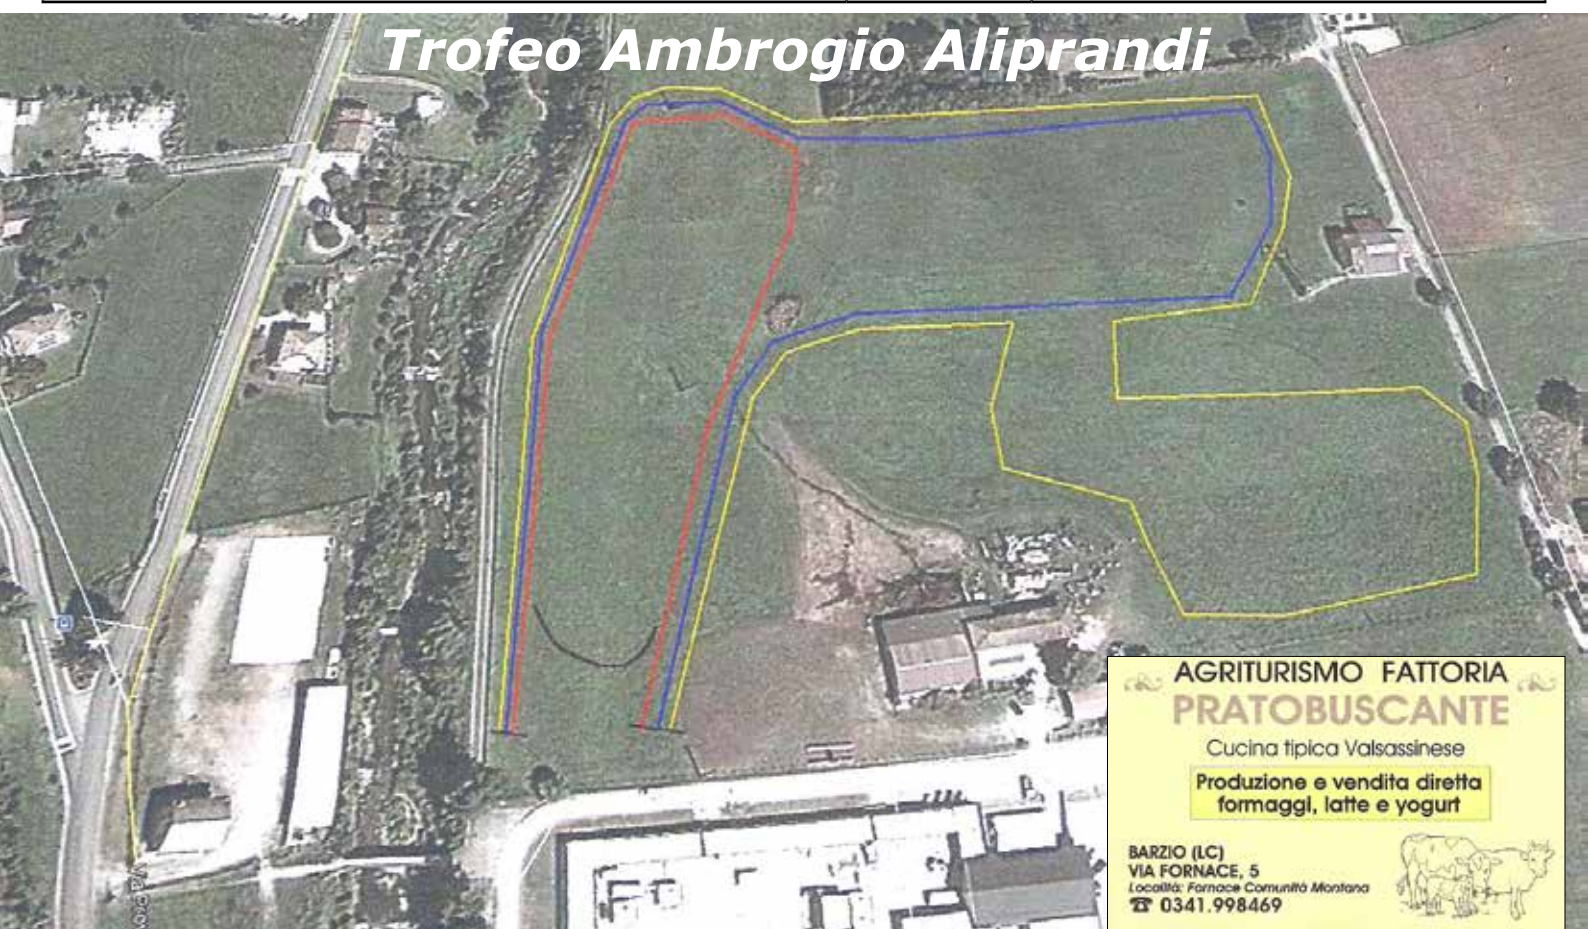 Trofeo Ambrogio Aliprandi
AGRITURISMO FATTORIA
PRATOBUSCANTE
Cucina tipica Valsassinese
Produzione e vendita diretta
formaggi, latte e yogurt
BARZIO (LC)
VIA FORNACE, 5
Località: Fornace Comunità Montana
☎ 0341.998469